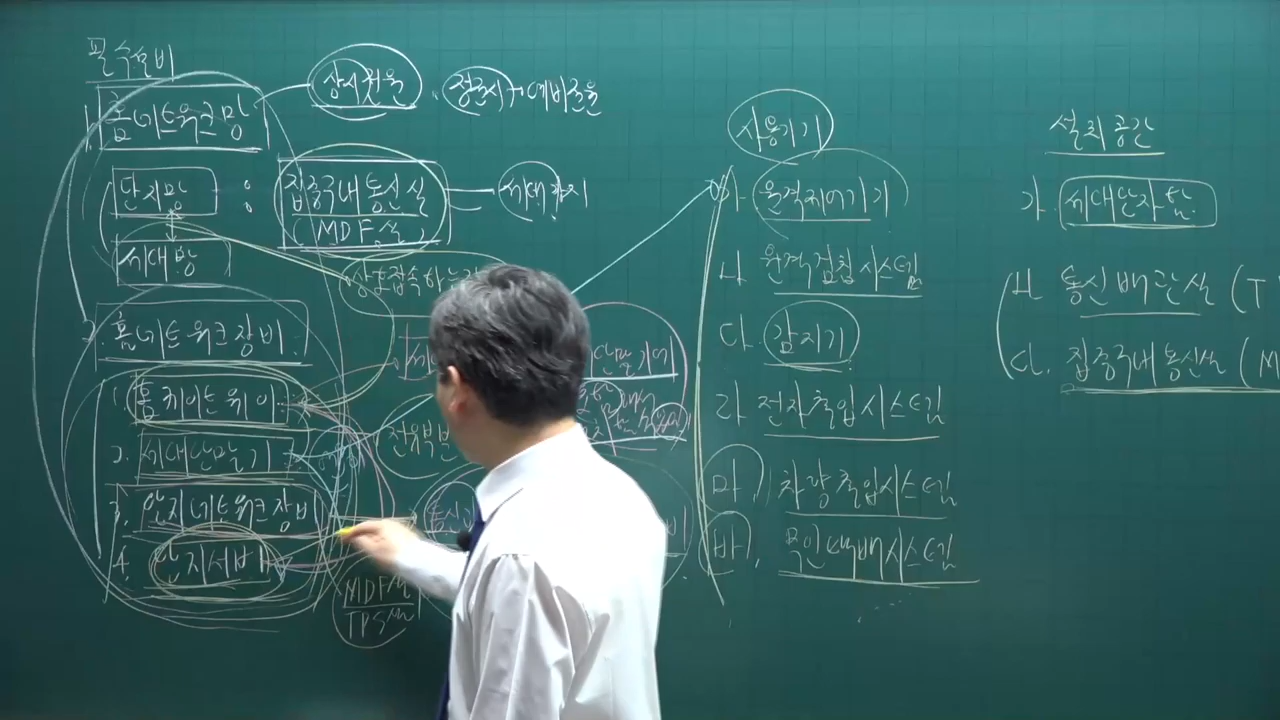 필수설비
1. 홈네트워크망
상시전원 . 정전시 → 예비전원
단지망 : 집중구내통신실
(MDF실)
세대까지
세대망
상호접속하는
2. 홈네트워크장비
1. 홈게이트웨이
2. 세대단말기
전유부
3. 단지네트워크장비
통신
4. 단지서버
MDF실
TPS실
사용기기
가. 원격제어기기
나. 원격검침시스템
다. 감지기
라. 전자출입시스템
마. 차량출입시스템
바. 무인택배시스템
설치공간
가. 세대단자함
나. 통신배관실 (T
다. 집중구내통신실 (M